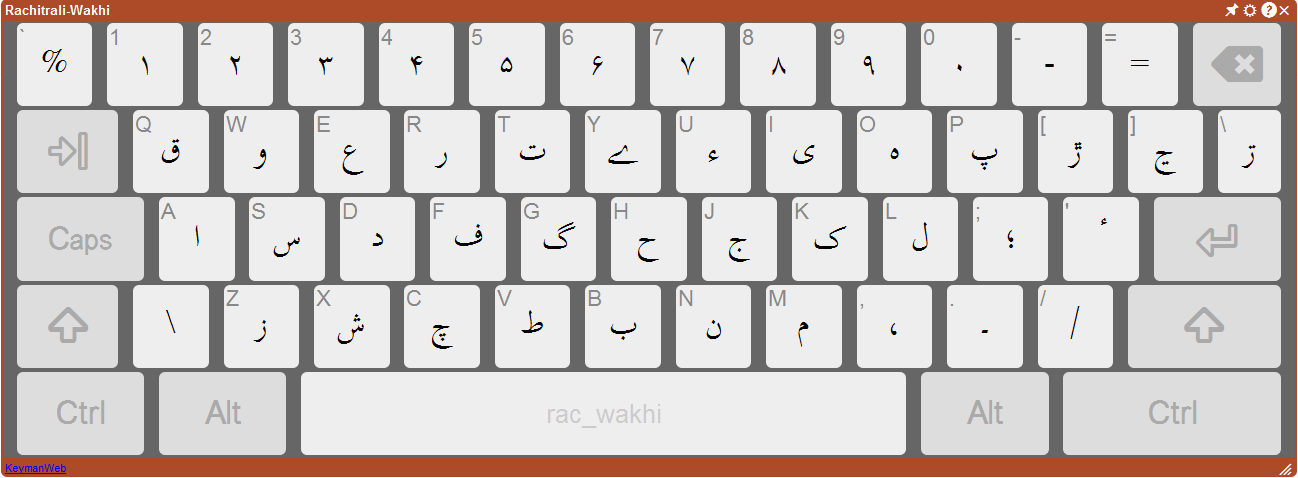 Rachitrali-Wakhi
` % 1 ۱ 2 ۲ 3 ۳ 4 ۴ 5 ۵ 6 ۶ 7 ۷ 8 ۸ 9 ۹ 0 ۰ - - = =
Q ق W و E ع R ر T ت Y ے U ء I ی O ہ P پ [ ڑ ] \
Caps A ا S س D د F ف G گ H ح J ج K ک L ل ; ؛ ' ٔ
\ Z ز X ش C چ V ط B ب N ن M م , ، . ۔ / /
Ctrl Alt rac_wakhi Alt Ctrl
KeymanWeb